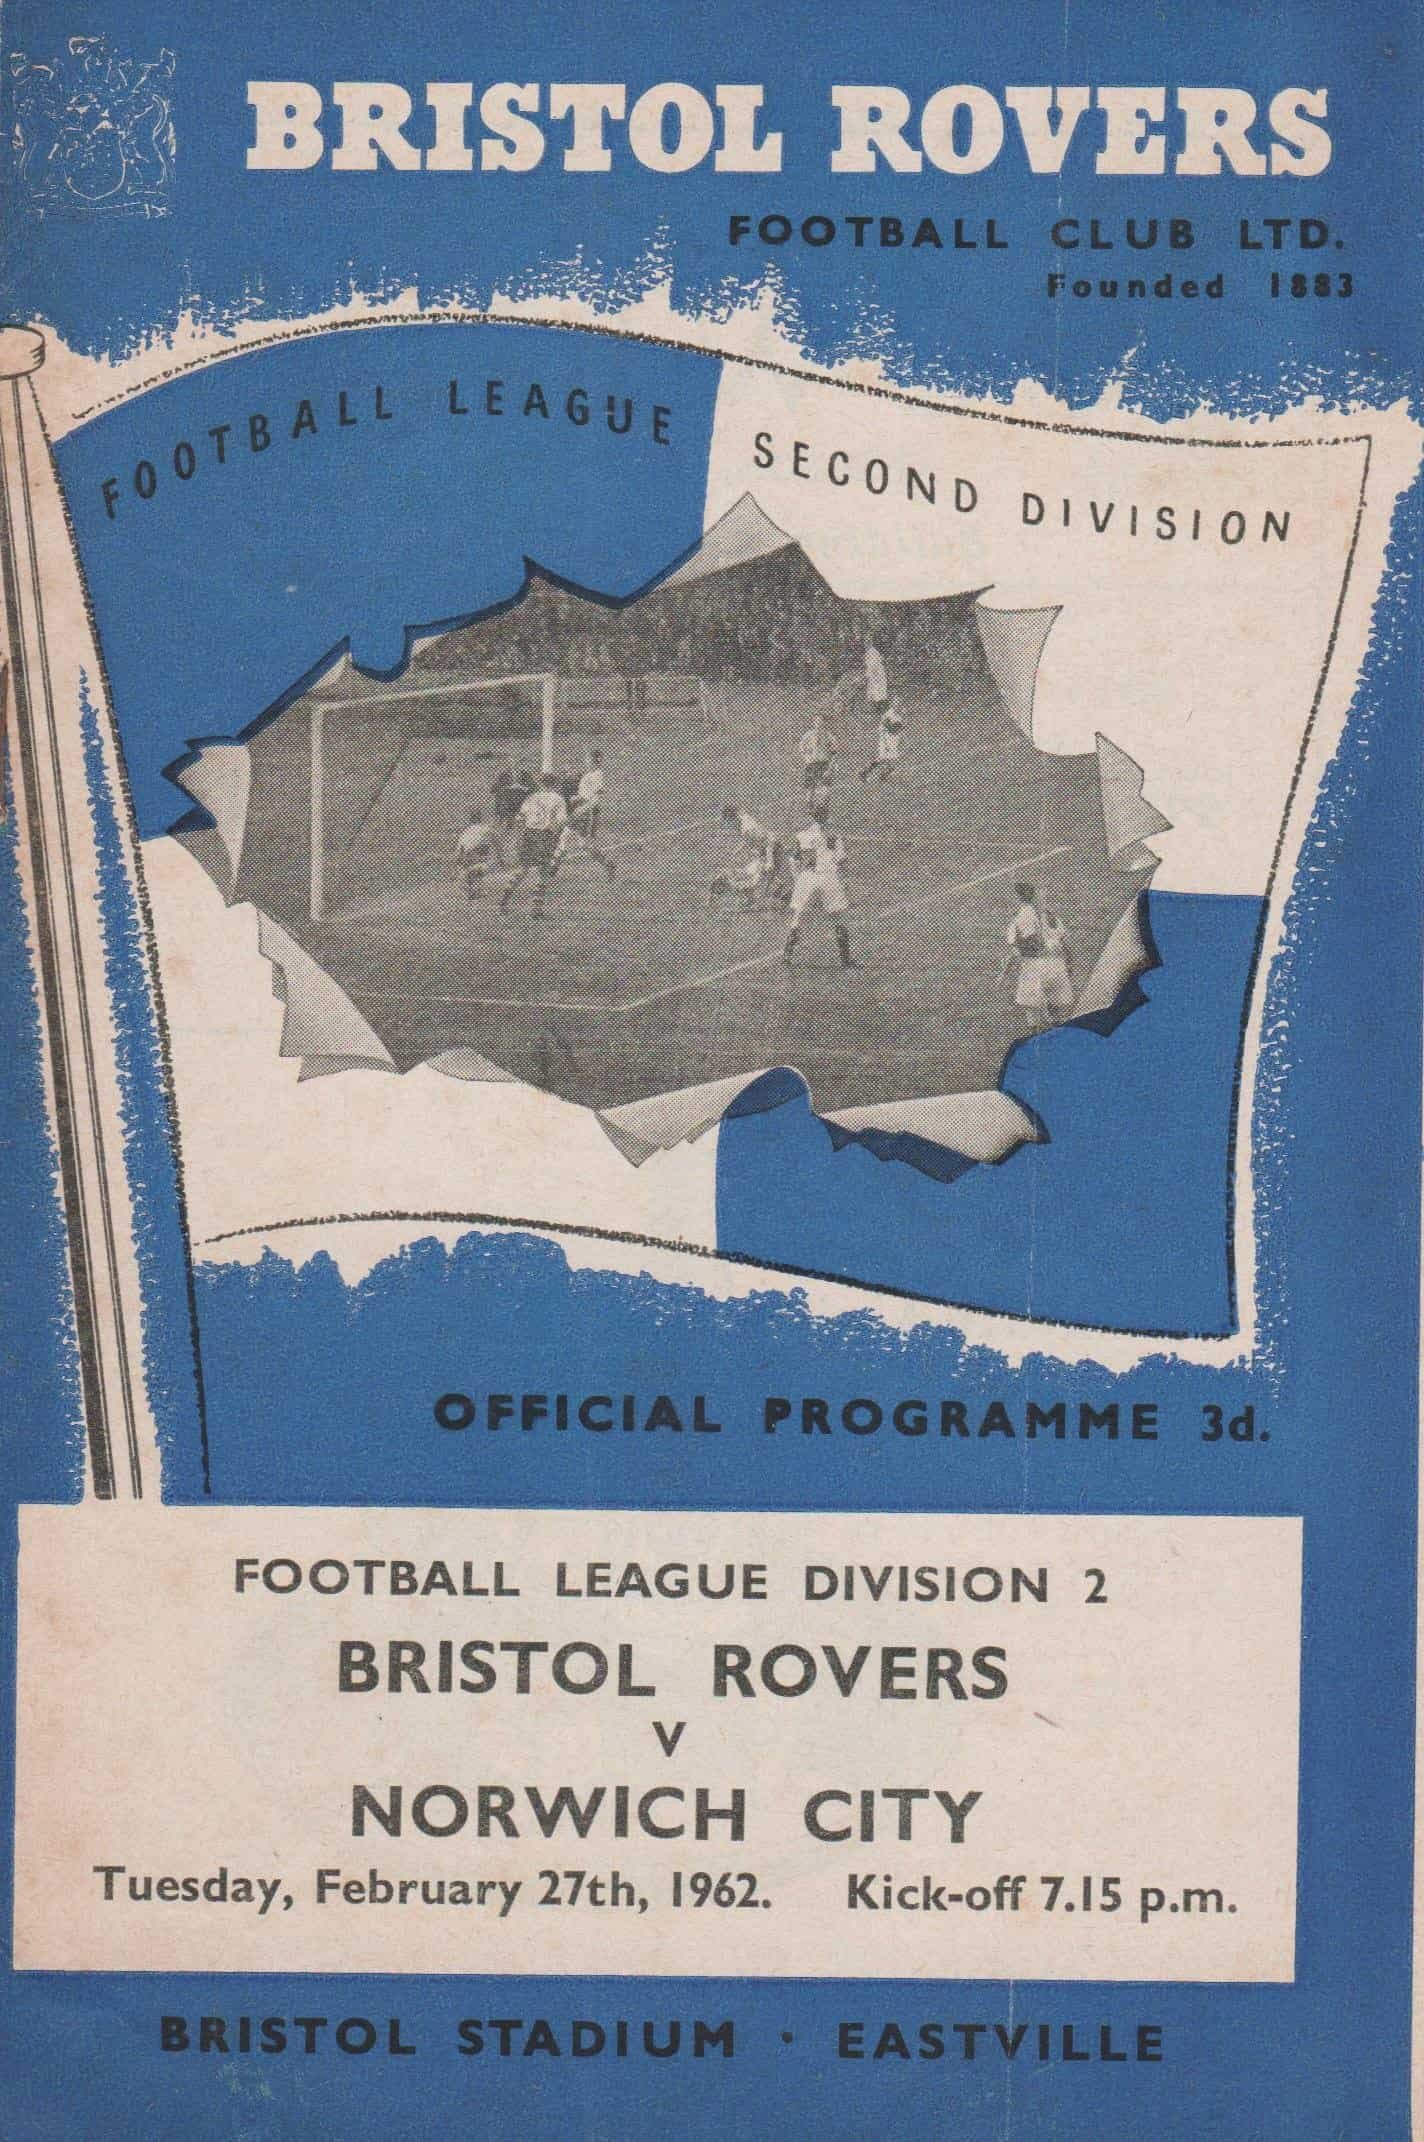 BRISTOL ROVERS
FOOTBALL CLUB LTD.
Founded 1883
FOOTBALL LEAGUE SECOND DIVISION
OFFICIAL PROGRAMME 3d.
FOOTBALL LEAGUE DIVISION 2
BRISTOL ROVERS
V
NORWICH CITY
Tuesday, February 27th, 1962. Kick-off 7.15 p.m.
BRISTOL STADIUM · EASTVILLE